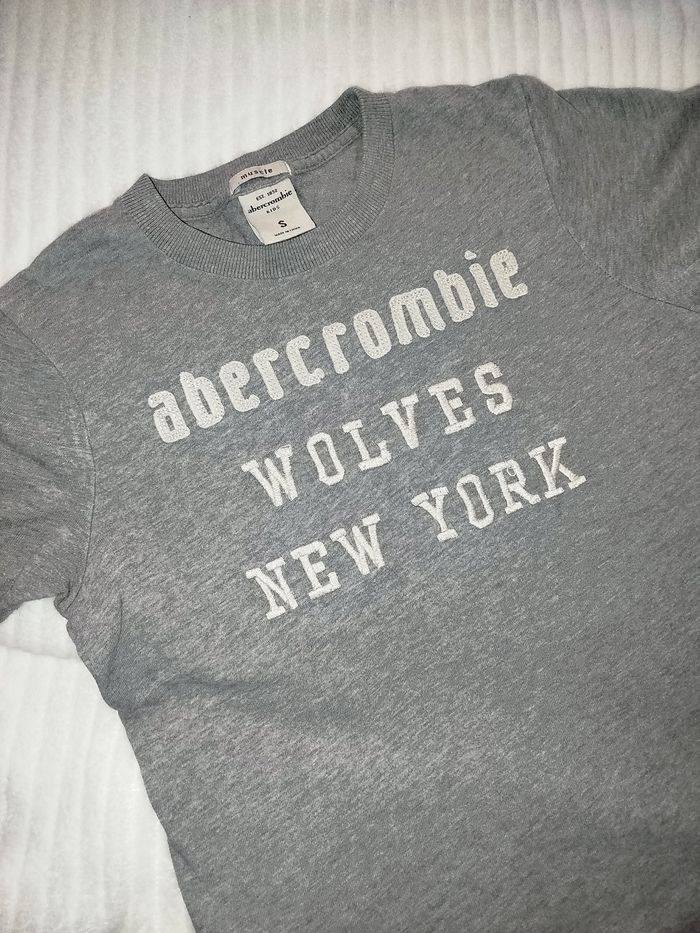 muscle
EST. 1892
abercrombie
KIDS
S
abercrombie
WOLVES
NEW YORK